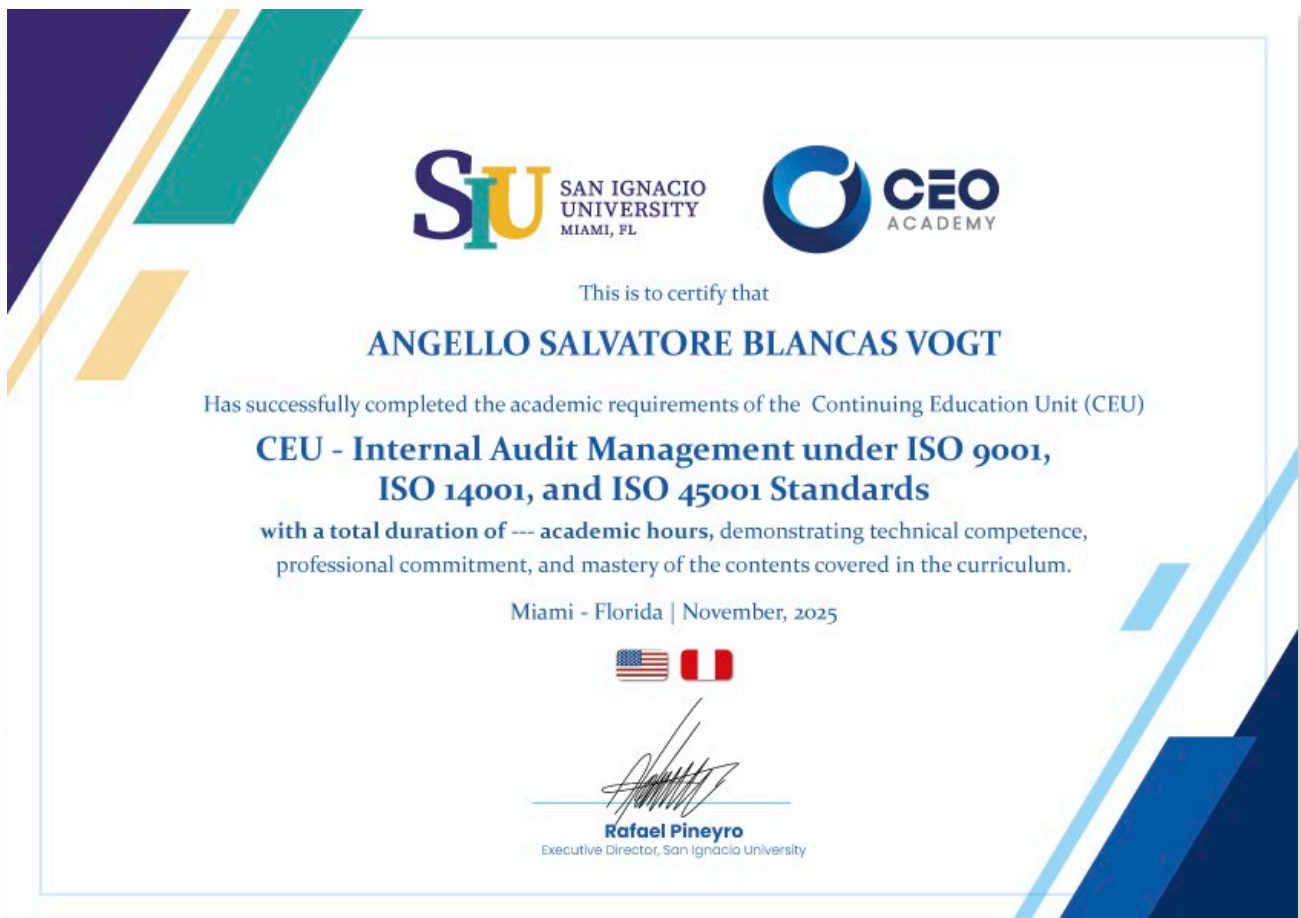 SIU
SAN IGNACIO
UNIVERSITY
MIAMI, FL
CEO
ACADEMY
This is to certify that
ANGELLO SALVATORE BLANCAS VOGT
Has successfully completed the academic requirements of the Continuing Education Unit (CEU)
CEU - Internal Audit Management under ISO 9001,
ISO 14001, and ISO 45001 Standards
with a total duration of --- academic hours, demonstrating technical competence,
professional commitment, and mastery of the contents covered in the curriculum.
Miami - Florida | November, 2025
Rafael Pineyro
Executive Director, San Ignacio University